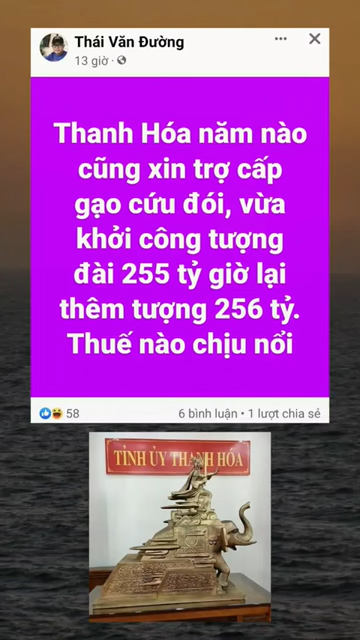 Thái Văn Đường
13 giờ ·
Thanh Hóa năm nào
cũng xin trợ cấp
gạo cứu đói, vừa
khởi công tượng
đài 255 tỷ giờ lại
thêm tượng 256 tỷ.
Thuế nào chịu nổi
58
6 bình luận • 1 lượt chia sẻ
TỈNH ỦY THANH HÓA